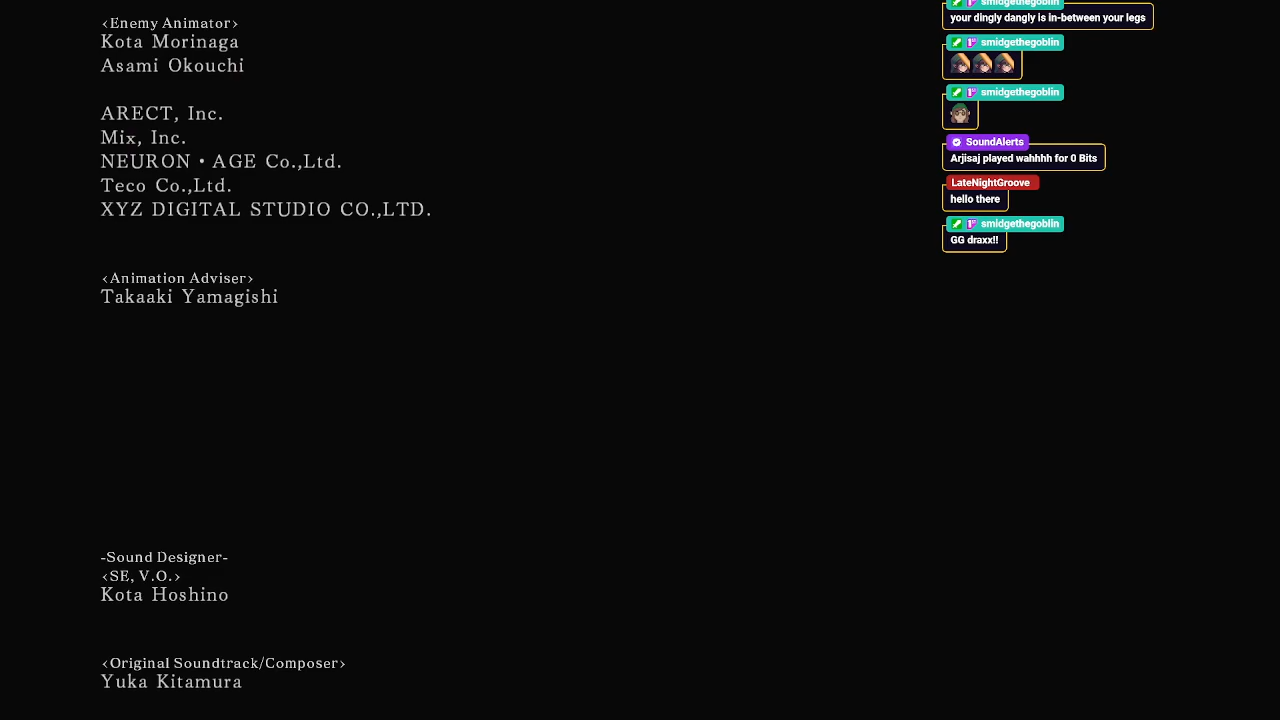 <Enemy Animator>
Kota Morinaga
Asami Okouchi
ARECT, Inc.
Mix, Inc.
NEURON・AGE Co.,Ltd.
Teco Co.,Ltd.
XYZ DIGITAL STUDIO CO.,LTD.
<Animation Adviser>
Takaaki Yamagishi
-Sound Designer-
<SE, V.O.>
Kota Hoshino
<Original Soundtrack/Composer>
Yuka Kitamura
smidgethegoblin
your dingly dangly is in-between your legs
smidgethegoblin
smidgethegoblin
SoundAlerts
Arjisaj played wahhhh for 0 Bits
LateNightGroove
hello there
smidgethegoblin
GG draxx!!